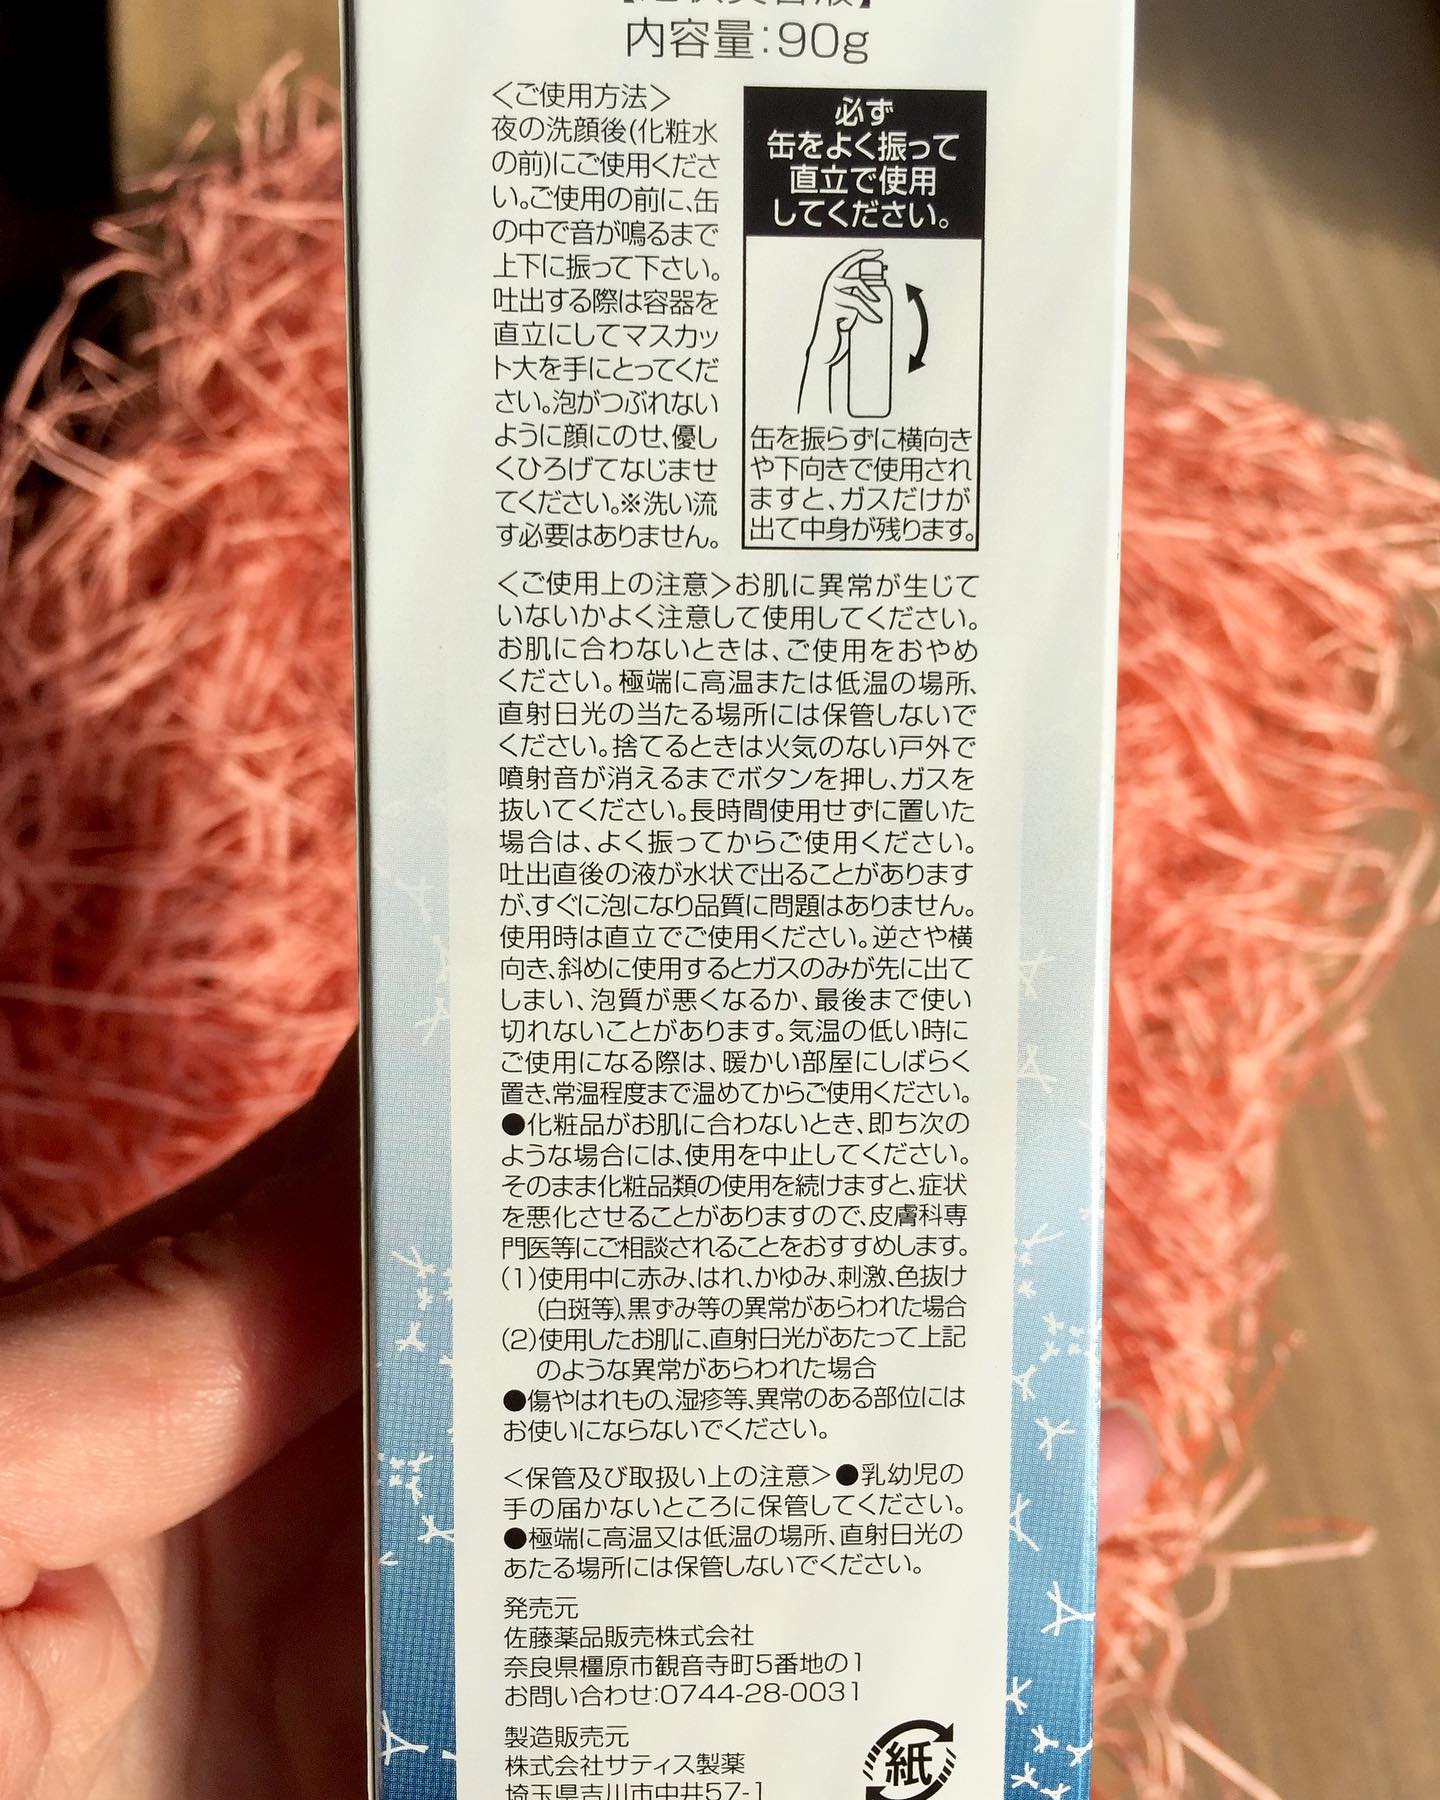 内容量:90g
<ご使用方法>
夜の洗顔後(化粧水
の前)にご使用くださ
い。ご使用の前に、缶
の中で音が鳴るまで
上下に振って下さい。
吐出する際は容器を
直立にしてマスカッ
ト大を手にとってくだ
さい。泡がつぶれない
ように顔にのせ、優し
くひろげてなじませ
てください。※洗い流
す必要はありません。
必ず
缶をよく振って
直立で使用
してください。
缶を振らずに横向き
や下向きで使用され
ますと、ガスだけが
出て中身が残ります。
<ご使用上の注意>お肌に異常が生じて
いないかよく注意して使用してください。
お肌に合わないときは、ご使用をおやめ
ください。極端に高温または低温の場所、
直射日光の当たる場所には保管しないで
ください。捨てるときは火気のない戸外で
噴射音が消えるまでボタンを押し、ガスを
抜いてください。長時間使用せずに置いた
場合は、よく振ってからご使用ください。
吐出直後の液が水状で出ることがあります
が、すぐに泡になり品質に問題はありません。
使用時は直立でご使用ください。逆さや横
向き、斜めに使用するとガスのみが先に出て
しまい、泡質が悪くなるか、最後まで使い
切れないことがあります。気温の低い時に
ご使用になる際は、暖かい部屋にしばらく
置き、常温程度まで温めてからご使用ください。
●化粧品がお肌に合わないとき、即ち次の
ような場合には、使用を中止してください。
そのまま化粧品類の使用を続けますと、症状
を悪化させることがありますので、皮膚科専
門医等にご相談されることをおすすめします。
(1)使用中に赤み、はれ、かゆみ、刺激、色抜け
(白斑等)、黒ずみ等の異常があらわれた場合
(2)使用したお肌に、直射日光があたって上記
のような異常があらわれた場合
●傷やはれもの、湿疹等、異常のある部位には
お使いにならないでください。
<保管及び取扱い上の注意>●乳幼児の
手の届かないところに保管してください。
●極端に高温又は低温の場所、直射日光の
あたる場所には保管しないでください。
発売元
佐藤薬品販売株式会社
奈良県橿原市観音寺町5番地の1
お問い合わせ:0744-28-0031
製造販売元
株式会社サティス製薬
埼玉県吉川市中井57-1
紙